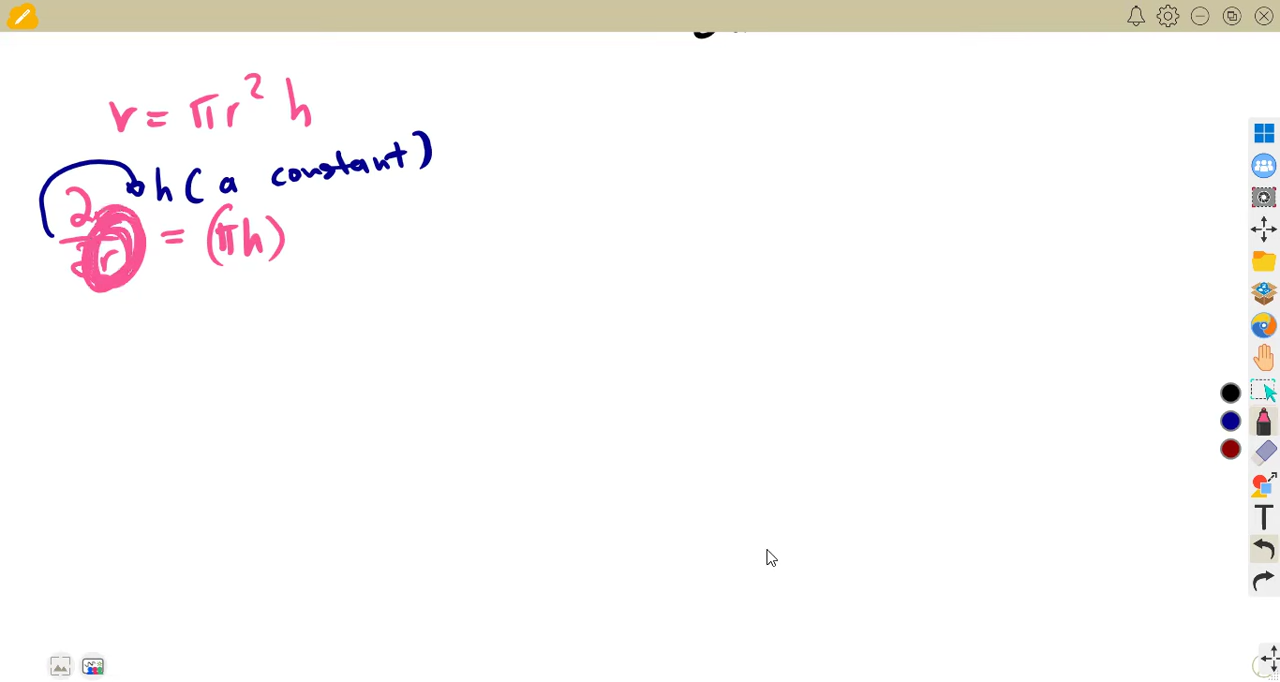 v = πr² h
h (a constant)
∂/∂r = (πh)